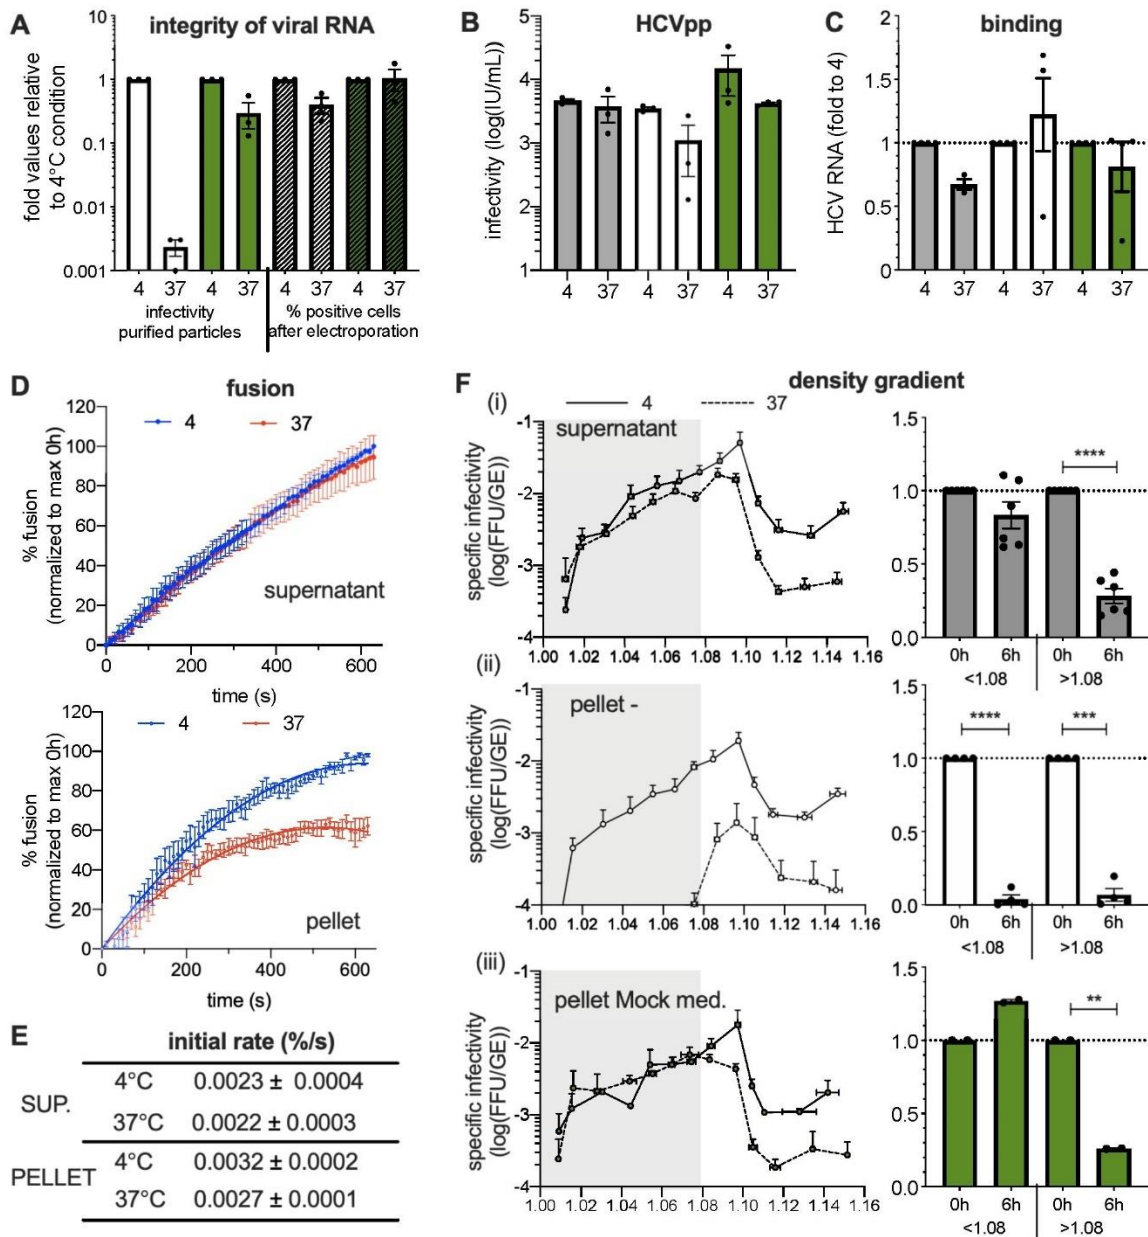 A integrity of viral RNA
fold values relative
to 4°C condition
10
1
0.1
0.01
0.001
4 37 4 37 4 37 4 37
infectivity
purified particles
% positive cells
after electroporation
B HCVpp
infectivity (log(IU/mL))
5
4
3
2
1
4 37 4 37 4 37
C binding
HCV RNA (fold to 4)
2
1.5
1
0.5
0
4 37 4 37 4 37
D fusion
% fusion
(normalized to max 0h)
120
100
80
60
40
20
0
4 37
supernatant
0 200 400 600
time (s)
% fusion
(normalized to max 0h)
120
100
80
60
40
20
0
4 37
pellet
0 200 400 600
time (s)
E initial rate (%/s)
SUP.
4°C 0.0023 ± 0.0004
37°C 0.0022 ± 0.0003
PELLET
4°C 0.0032 ± 0.0002
37°C 0.0027 ± 0.0001
F density gradient
(i) 4 37
supernatant
specific infectivity
(log(FFU/GE))
-1
-2
-3
-4
1.00 1.02 1.04 1.06 1.08 1.10 1.12 1.14 1.16
1.5
1.0
0.5
0.0
****
0h 6h 0h 6h
<1.08 >1.08
(ii)
pellet -
specific infectivity
(log(FFU/GE))
-1
-2
-3
-4
1.00 1.02 1.04 1.06 1.08 1.10 1.12 1.14 1.16
1.5
1.0
0.5
0.0
**** ***
0h 6h 0h 6h
<1.08 >1.08
(iii)
pellet Mock med.
specific infectivity
(log(FFU/GE))
-1
-2
-3
-4
1.00 1.02 1.04 1.06 1.08 1.10 1.12 1.14 1.16
1.5
1.0
0.5
0.0
**
0h 6h 0h 6h
<1.08 >1.08